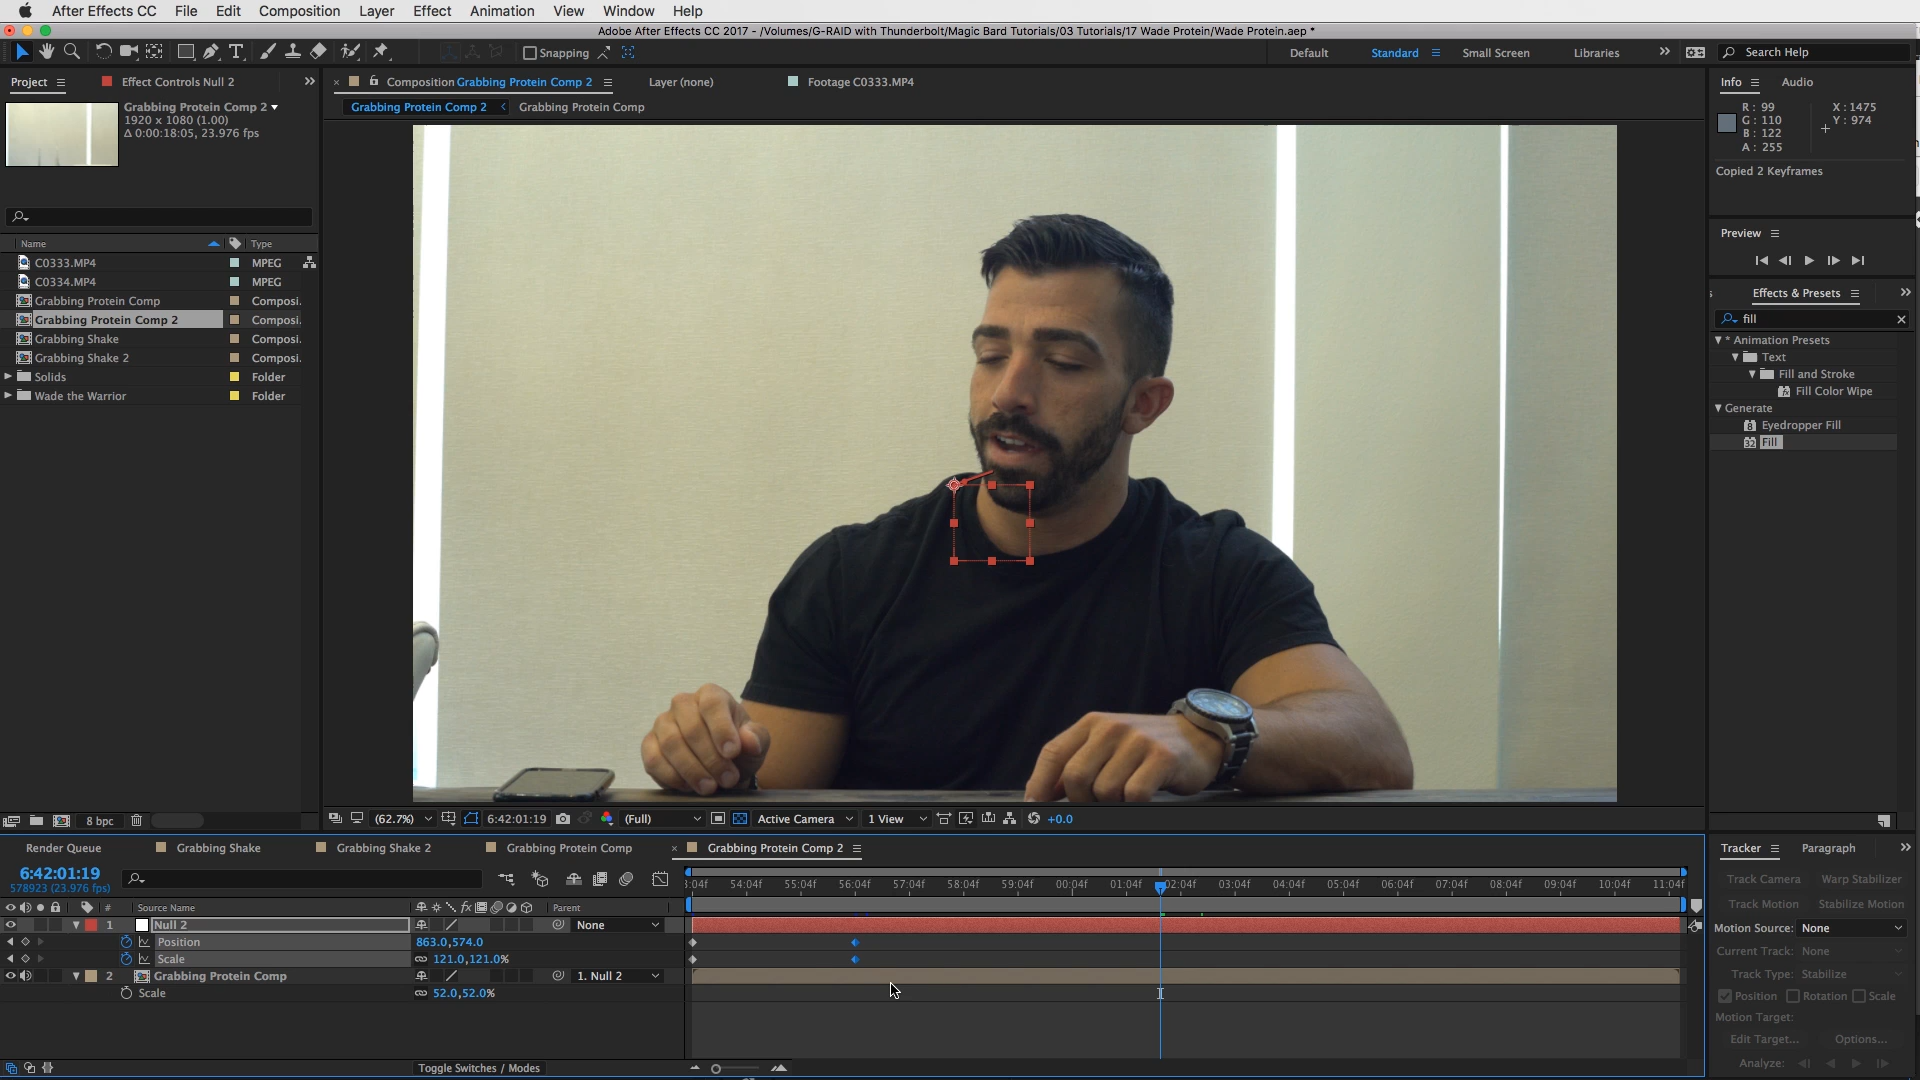 After Effects CC File Edit Composition Layer Effect Animation View Window Help
Adobe After Effects CC 2017 - /Volumes/G-RAID with Thunderbolt/Magic Bard Tutorials/03 Tutorials/17 Wade Protein/Wade Protein.aep *
Snapping Default Standard Small Screen Libraries Search Help
Project Effect Controls Null 2 Composition Grabbing Protein Comp 2 Layer (none) Footage C0333.MP4 Info Audio
Grabbing Protein Comp 2 Grabbing Protein Comp 2 Grabbing Protein Comp
1920 x 1080 (1.00)
Δ 0:00:18:05, 23.976 fps
R: 99 X: 1475
G: 110 Y: 974
B: 122
A: 255
Copied 2 Keyframes
Preview
Name Type
C0333.MP4 MPEG
C0334.MP4 MPEG
Grabbing Protein Comp Composi.
Grabbing Protein Comp 2 Composi.
Grabbing Shake Composi.
Grabbing Shake 2 Composi.
Solids Folder
Wade the Warrior Folder
Effects & Presets
fill
* Animation Presets
Text
Fill and Stroke
Fill Color Wipe
Generate
Eyedropper Fill
Fill
8 bpc (62.7%) 6:42:01:19 (Full) Active Camera 1 View +0.0
Render Queue Grabbing Shake Grabbing Shake 2 Grabbing Protein Comp Grabbing Protein Comp 2
6:42:01:19
578923 (23.976 fps)
54:04f 55:04f 56:04f 57:04f 58:04f 59:04f 00:04f 01:04f 02:04f 03:04f 04:04f 05:04f 06:04f 07:04f 08:04f 09:04f 10:04f 11:04f
# Source Name fx Parent
1 Null 2 None
Position 863.0,574.0
Scale 121.0,121.0%
2 Grabbing Protein Comp 1. Null 2
Scale 52.0,52.0%
Toggle Switches / Modes
Tracker Paragraph
Track Camera Warp Stabilizer
Track Motion Stabilize Motion
Motion Source: None
Current Track: None
Track Type: Stabilize
Position Rotation Scale
Motion Target:
Edit Target... Options...
Analyze: